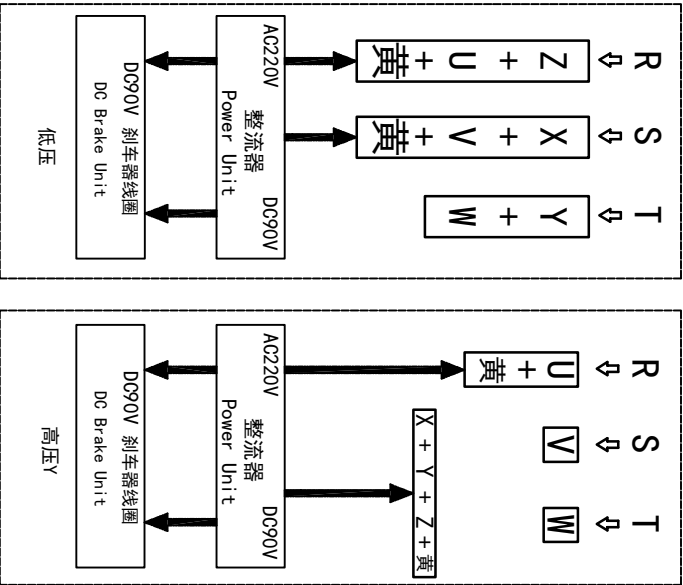 R S T
Z + U + 黄
X + V + 黄
Y + W
AC220V 整流器 DC90V
Power Unit
DC90V 刹车器线圈
DC Brake Unit
低压
R S T
U + 黄
V
W
X + Y + Z + 黄
AC220V 整流器 DC90V
Power Unit
DC90V 刹车器线圈
DC Brake Unit
高压Y